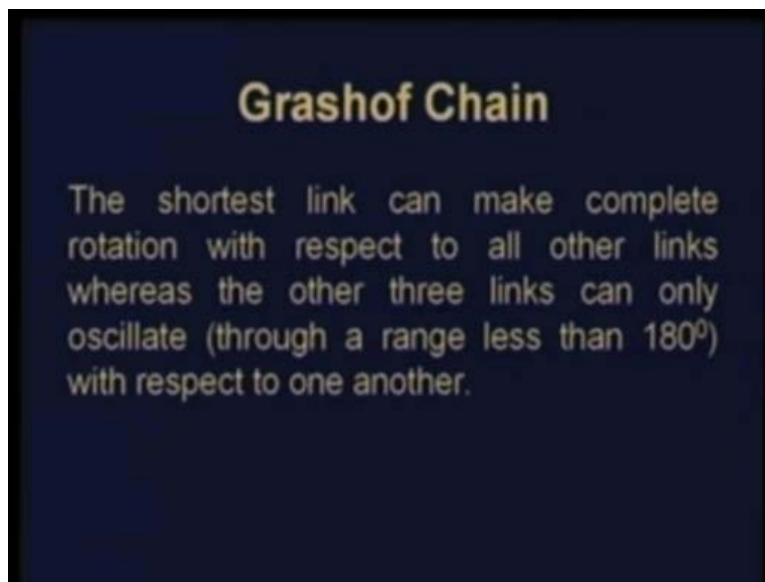 Grashof Chain
The shortest link can make complete
rotation with respect to all other links
whereas the other three links can only
oscillate (through a range less than 180⁰)
with respect to one another.